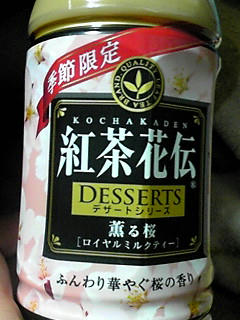 季節限定
TEA BRAND QUALITY TEA
KOCHAKADEN
紅茶花伝
DESSERTS
デザートシリーズ
薫る桜
[ロイヤルミルクティー]
ふんわり華やぐ桜の香り